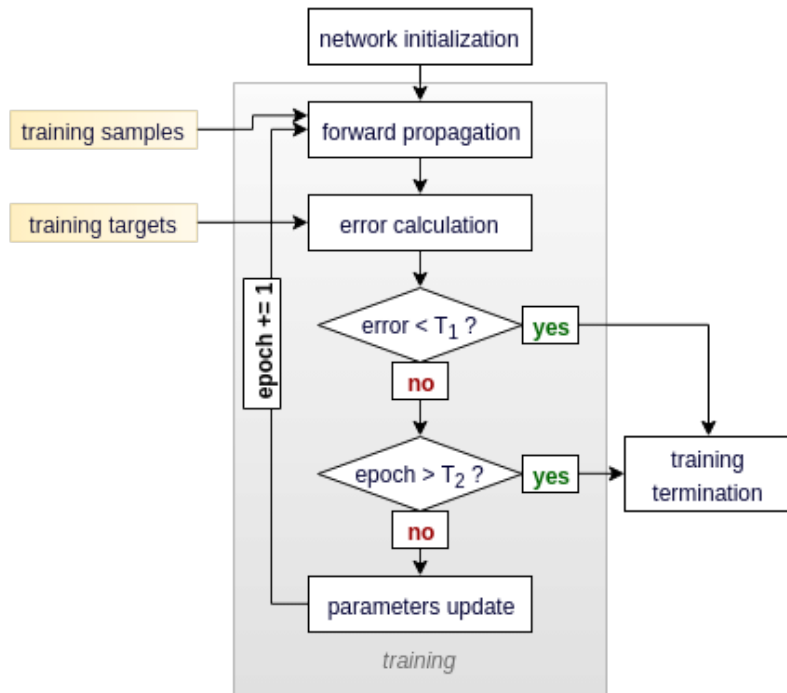 network initialization
training samples
forward propagation
training targets
error calculation
epoch += 1
error < T₁ ?
yes
no
epoch > T₂ ?
yes
training
termination
no
parameters update
training